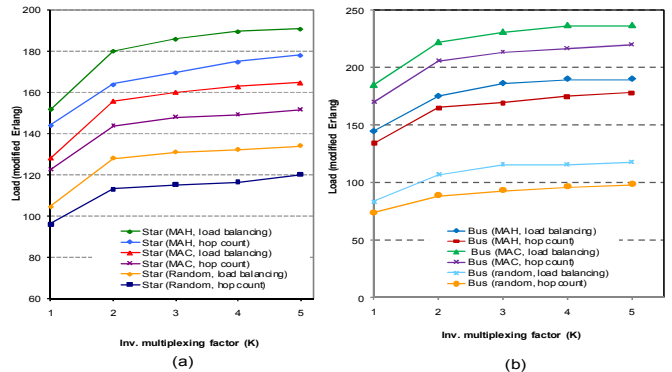 Load (modified Erlang)
200
180
160
140
120
100
80
60
Star (MAH, load balancing)
Star (MAH, hop count)
Star (MAC, load balancing)
Star (MAC, hop count)
Star (Random, load balancing)
Star (Random, hop count)
1 2 3 4 5
Inv. multiplexing factor (K)
(a)
Load (modified Erlang)
250
200
150
100
50
0
Bus (MAH, load balancing)
Bus (MAH, hop count)
Bus (MAC, load balancing)
Bus (MAC, hop count)
Bus (random, load balancing)
Bus (random, hop count)
1 2 3 4 5
Inv. multiplexing factor (K)
(b)